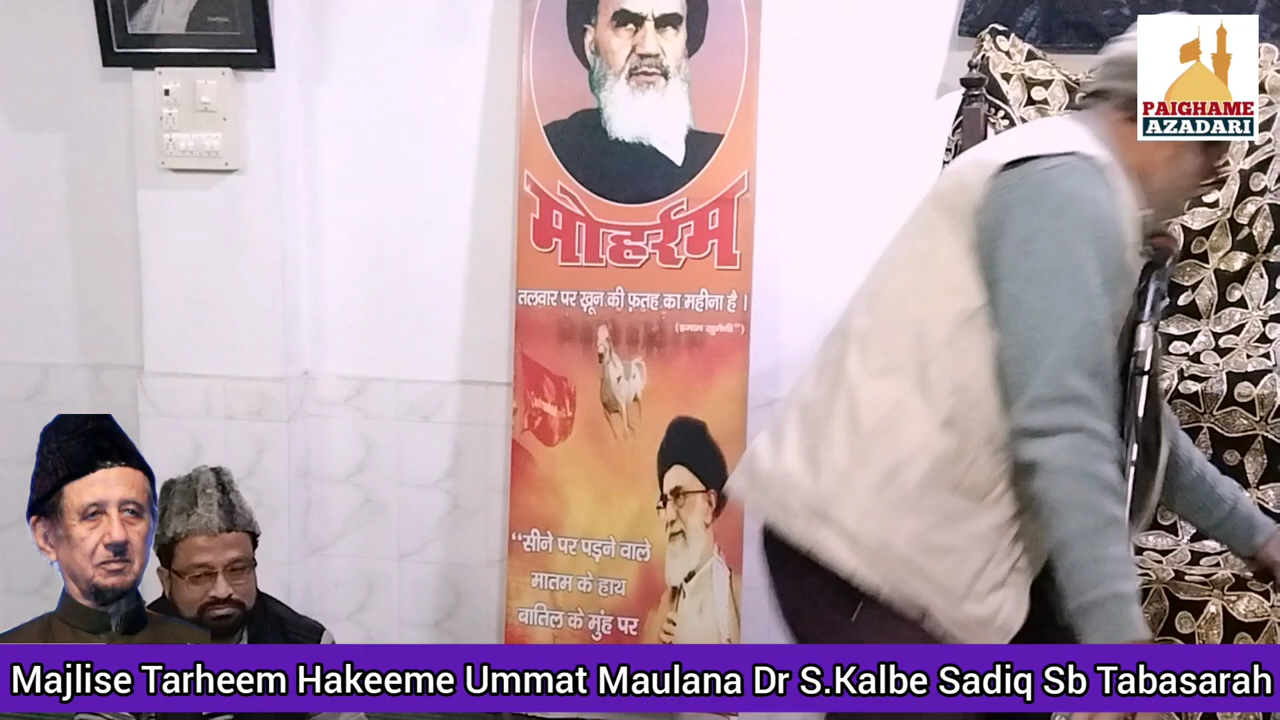 PAIGHAME
AZADARI
मोहर्रम
तलवार पर ख़ून की फ़तह का महीना है ।
(इमाम खुमैनी
“सीने पर पड़ने वाले
मातम के हाथ
बातिल के मुंह पर
Majlise Tarheem Hakeeme Ummat Maulana Dr S.Kalbe Sadiq Sb Tabasarah